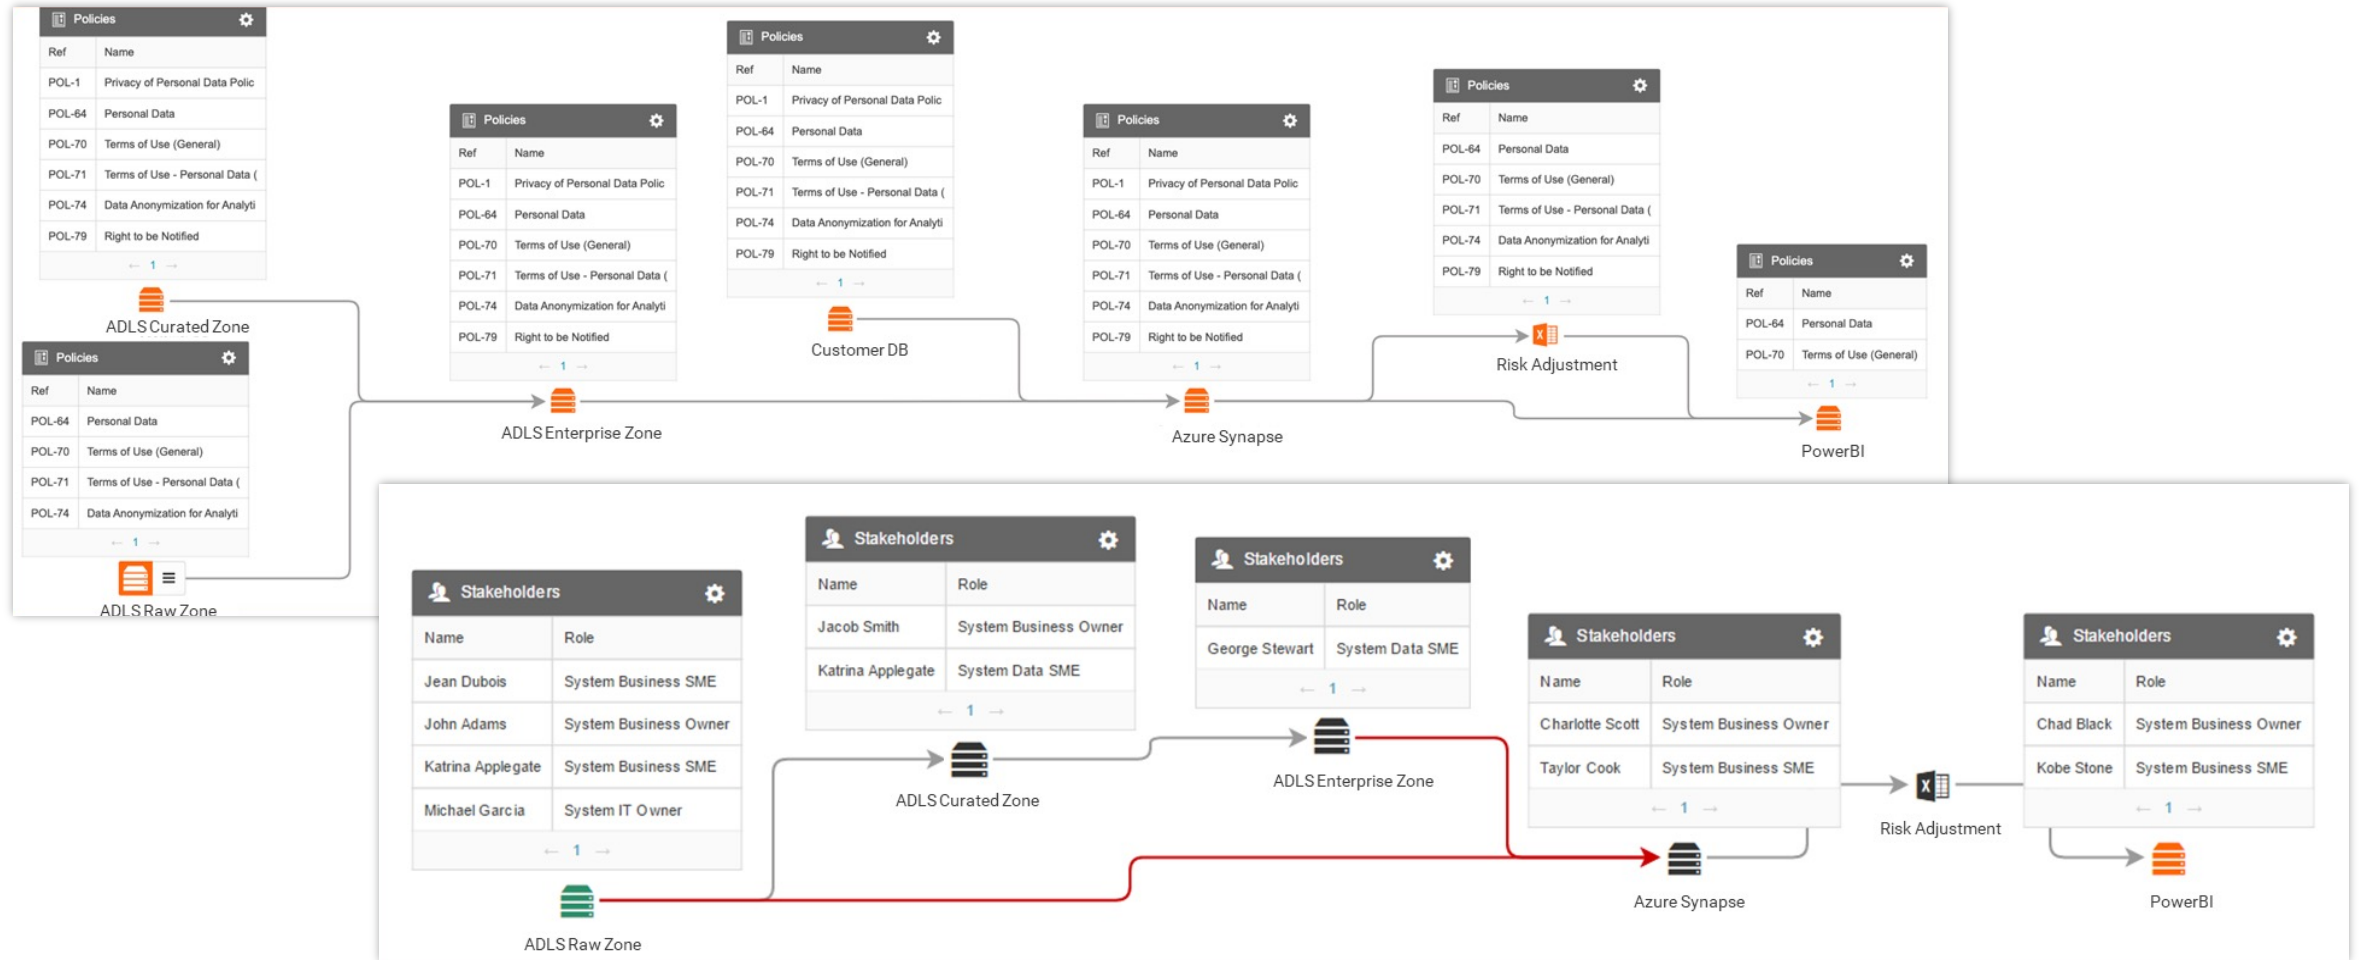 Policies
Ref Name
POL-1 Privacy of Personal Data Polic
POL-64 Personal Data
POL-70 Terms of Use (General)
POL-71 Terms of Use - Personal Data (
POL-74 Data Anonymization for Analyti
POL-79 Right to be Notified
← 1 →
ADLS Curated Zone
Policies
Ref Name
POL-64 Personal Data
POL-70 Terms of Use (General)
POL-71 Terms of Use - Personal Data (
POL-74 Data Anonymization for Analyti
← 1 →
ADLS Raw Zone
Policies
Ref Name
POL-1 Privacy of Personal Data Polic
POL-64 Personal Data
POL-70 Terms of Use (General)
POL-71 Terms of Use - Personal Data (
POL-74 Data Anonymization for Analyti
POL-79 Right to be Notified
← 1 →
ADLS Enterprise Zone
Policies
Ref Name
POL-1 Privacy of Personal Data Polic
POL-64 Personal Data
POL-70 Terms of Use (General)
POL-71 Terms of Use - Personal Data (
POL-74 Data Anonymization for Analyti
POL-79 Right to be Notified
← 1 →
Customer DB
Policies
Ref Name
POL-1 Privacy of Personal Data Polic
POL-64 Personal Data
POL-70 Terms of Use (General)
POL-71 Terms of Use - Personal Data (
POL-74 Data Anonymization for Analyti
POL-79 Right to be Notified
← 1 →
Azure Synapse
Policies
Ref Name
POL-64 Personal Data
POL-70 Terms of Use (General)
POL-71 Terms of Use - Personal Data (
POL-74 Data Anonymization for Analyti
POL-79 Right to be Notified
← 1 →
X
Risk Adjustment
Policies
Ref Name
POL-64 Personal Data
POL-70 Terms of Use (General)
← 1 →
PowerBI
Stakeholders
Name Role
Jean Dubois System Business SME
John Adams System Business Owner
Katrina Applegate System Business SME
Michael Garcia System IT Owner
← 1 →
ADLS Raw Zone
Stakeholders
Name Role
Jacob Smith System Business Owner
Katrina Applegate System Data SME
← 1 →
ADLS Curated Zone
Stakeholders
Name Role
George Stewart System Data SME
← 1 →
ADLS Enterprise Zone
Stakeholders
Name Role
Charlotte Scott System Business Owner
Taylor Cook System Business SME
← 1 →
Azure Synapse
X
Risk Adjustment
Stakeholders
Name Role
Chad Black System Business Owner
Kobe Stone System Business SME
← 1 →
PowerBI